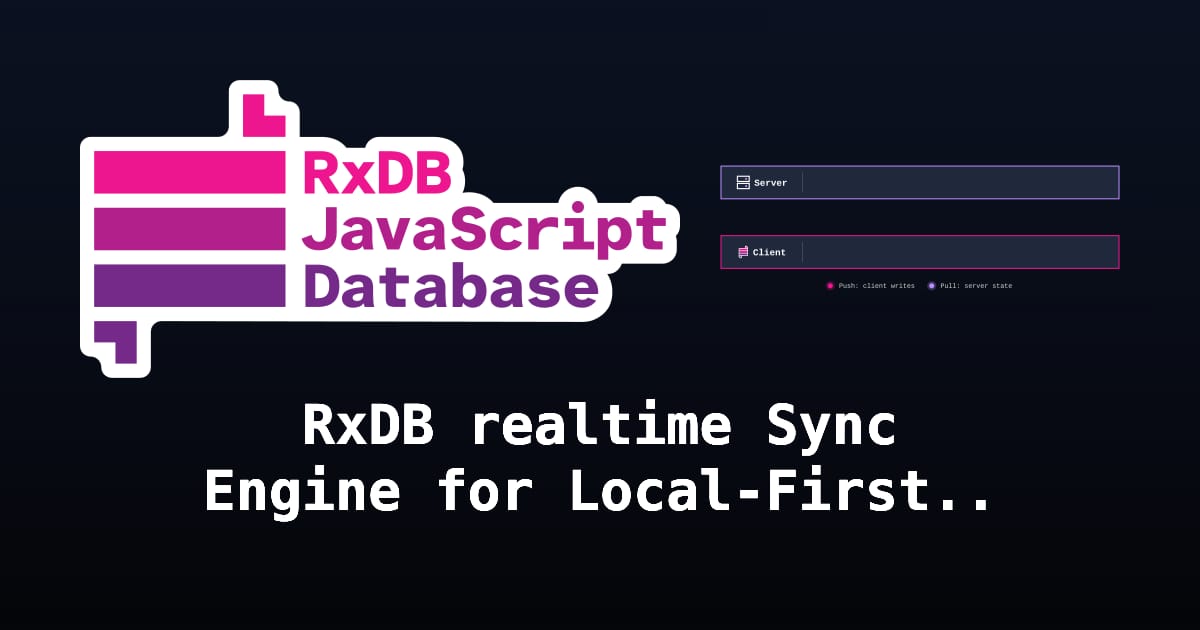 RxDB
JavaScript
Database
Server
Client
Push: client writes
Pull: server state
RxDB realtime Sync
Engine for Local-First..